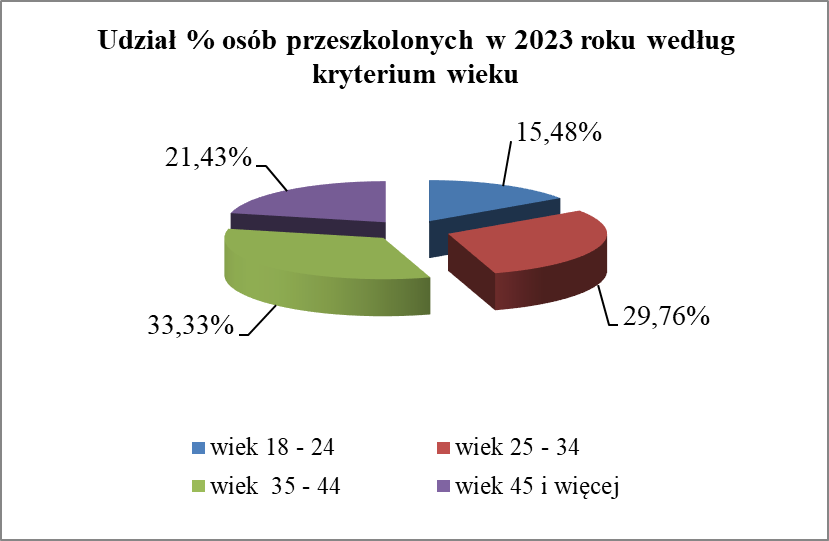 Udział % osób przeszkolonych w 2023 roku według
kryterium wieku
15,48%
21,43%
29,76%
33,33%
wiek 18 - 24
wiek 25 - 34
wiek  35 - 44
wiek 45 i więcej